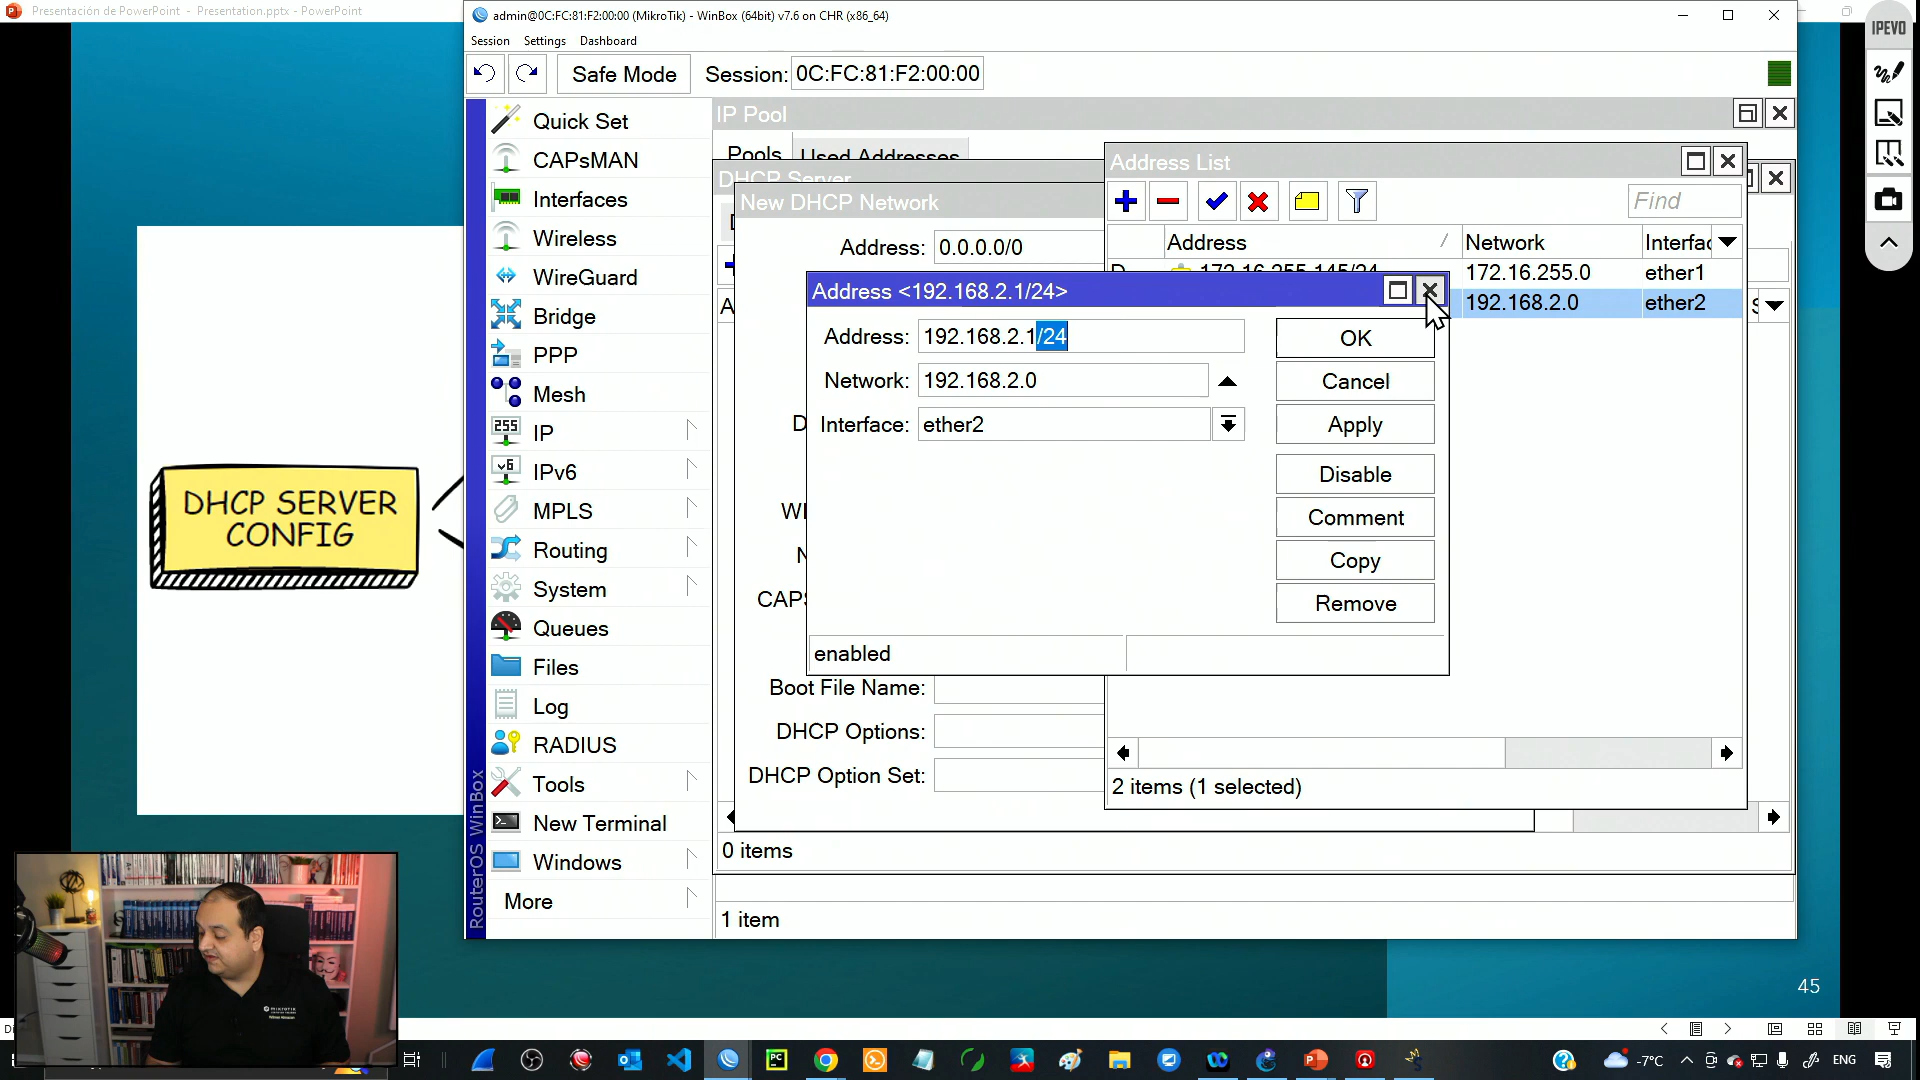 Presentación de PowerPoint - Presentation.pptx - PowerPoint
admin@0C:FC:81:F2:00:00 (MikroTik) - WinBox (64bit) v7.6 on CHR (x86_64)
Session Settings Dashboard
Safe Mode Session: 0C:FC:81:F2:00:00
IPEVO
Quick Set
CAPsMAN
Interfaces
Wireless
WireGuard
Bridge
PPP
Mesh
255 IP
v6 IPv6
MPLS
Routing
System
Queues
Files
Log
RADIUS
Tools
New Terminal
Windows
More
RouterOS WinBox
IP Pool
Pools Used Addresses
DHCP Server
New DHCP Network
Address: 0.0.0.0/0
Boot File Name:
DHCP Options:
DHCP Option Set:
0 items
1 item
Address List
Find
Address Network Interfac
D 172.16.255.145/24 172.16.255.0 ether1
192.168.2.0 ether2
2 items (1 selected)
Address <192.168.2.1/24>
Address: 192.168.2.1/24
Network: 192.168.2.0
Interface: ether2
OK
Cancel
Apply
Disable
Comment
Copy
Remove
enabled
DHCP SERVER
CONFIG
45
MikroTik
-7°C ENG